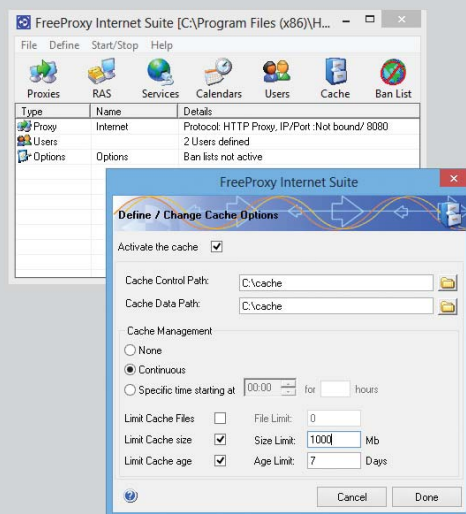 FreeProxy Internet Suite [C:\Program Files (x86)\H...
File Define Start/Stop Help
Proxies RAS Services Calendars Users Cache Ban List
Type Name Details
Proxy Internet Protocol: HTTP Proxy, IP/Port :Not bound/ 8080
Users 2 Users defined
Options Options Ban lists not active
FreeProxy Internet Suite
Define / Change Cache Options
Activate the cache
Cache Control Path: C:\cache
Cache Data Path: C:\cache
Cache Management
None
Continuous
Specific time starting at 00:00 for hours
Limit Cache Files File Limit: 0
Limit Cache size Size Limit: 1000 Mb
Limit Cache age Age Limit: 7 Days
Cancel Done